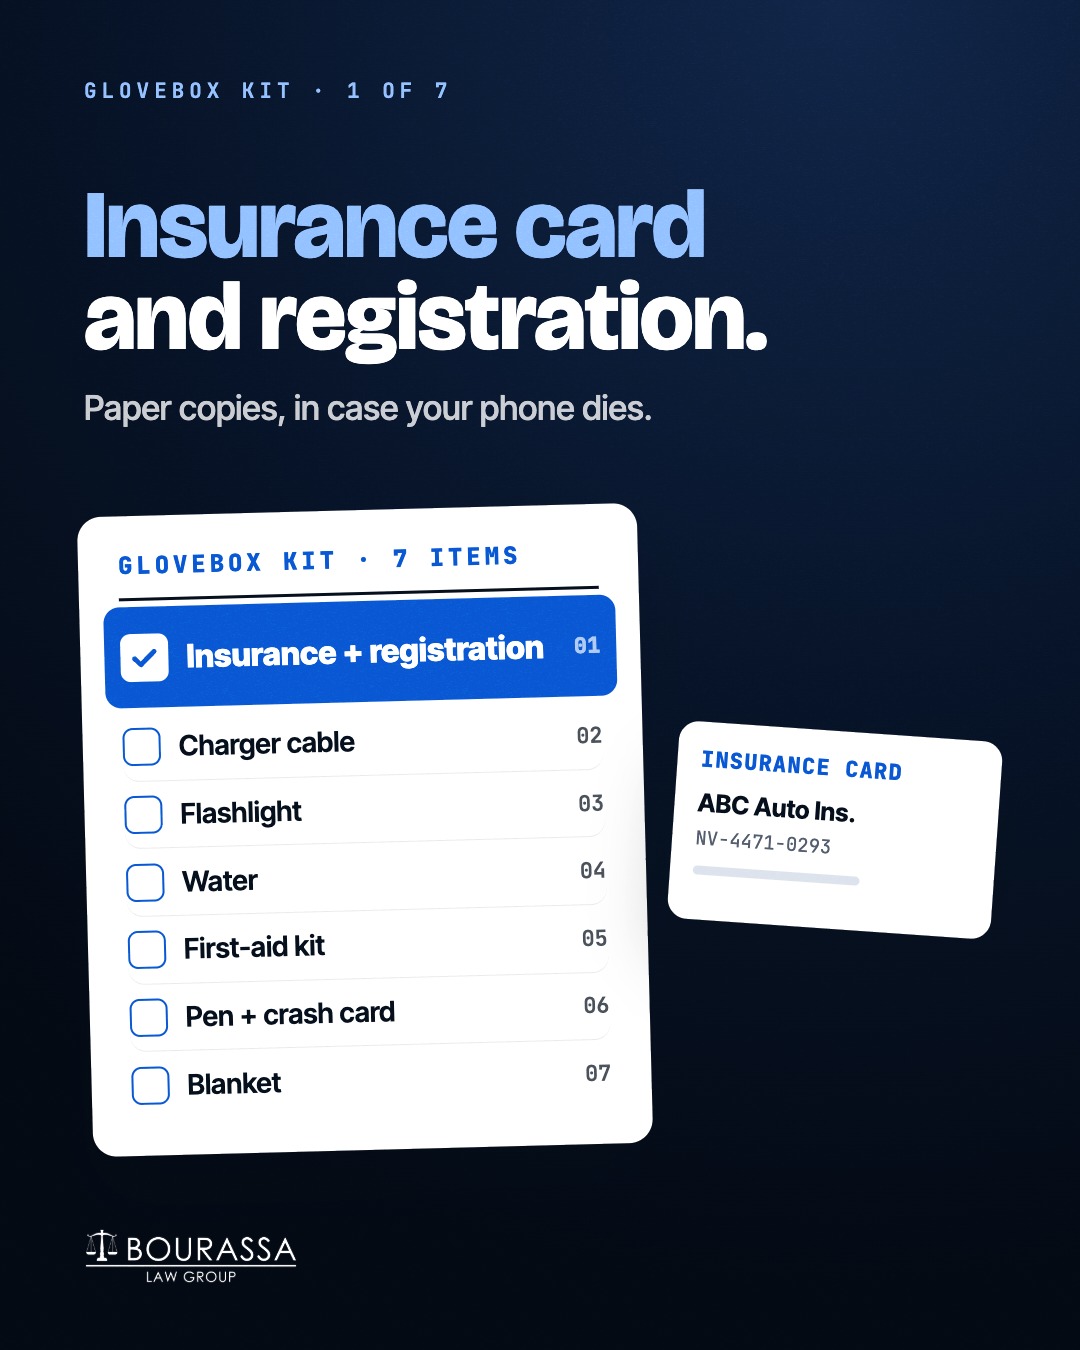 GLOVEBOX KIT · 1 OF 7
Insurance card
and registration.
Paper copies, in case your phone dies.
GLOVEBOX KIT · 7 ITEMS
Insurance + registration 01
Charger cable 02
Flashlight 03
Water 04
First-aid kit 05
Pen + crash card 06
Blanket 07
INSURANCE CARD
ABC Auto Ins.
NV-4471-0293
BOURASSA
LAW GROUP